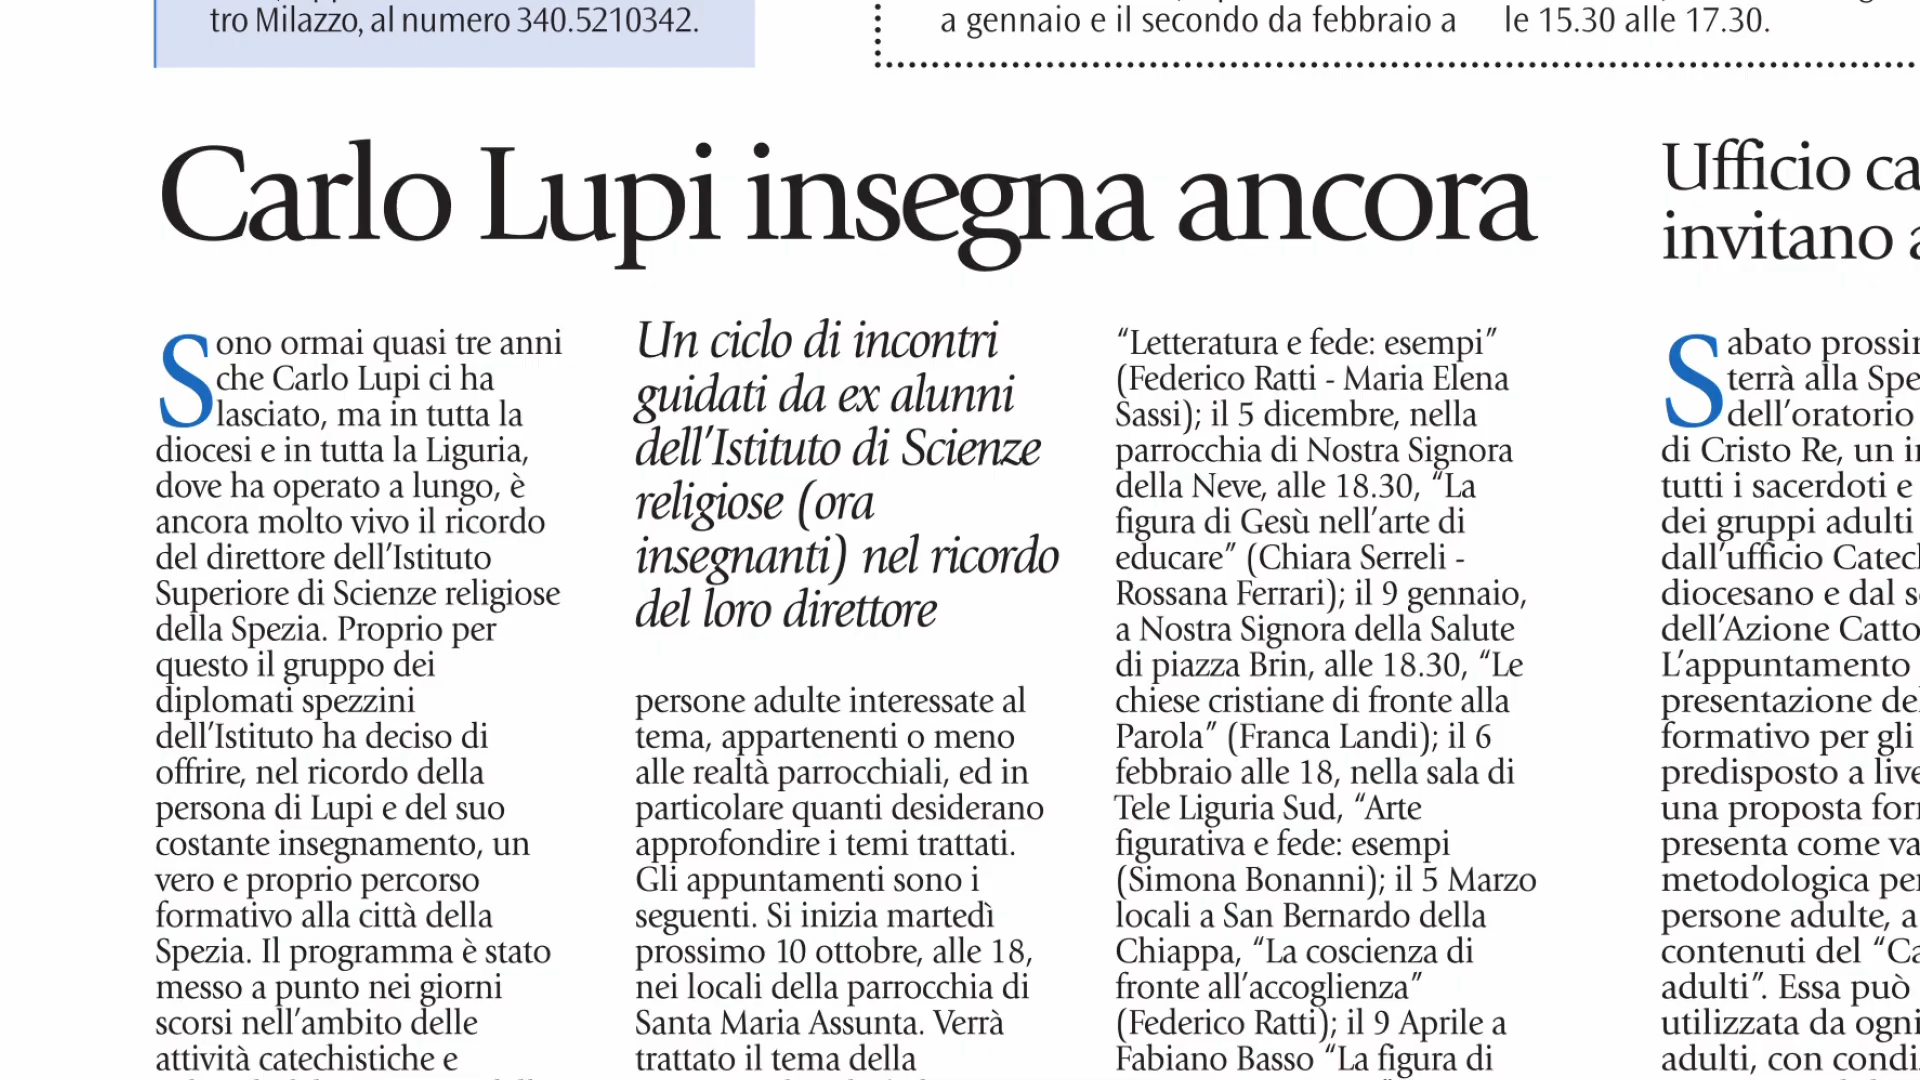 tro Milazzo, al numero 340.5210342.
a gennaio e il secondo da febbraio a
le 15.30 alle 17.30.
Carlo Lupi insegna ancora
Sono ormai quasi tre anni
che Carlo Lupi ci ha
lasciato, ma in tutta la
diocesi e in tutta la Liguria,
dove ha operato a lungo, è
ancora molto vivo il ricordo
del direttore dell’Istituto
Superiore di Scienze religiose
della Spezia. Proprio per
questo il gruppo dei
diplomati spezzini
dell’Istituto ha deciso di
offrire, nel ricordo della
persona di Lupi e del suo
costante insegnamento, un
vero e proprio percorso
formativo alla città della
Spezia. Il programma è stato
messo a punto nei giorni
scorsi nell’ambito delle
attività catechistiche e
Un ciclo di incontri
guidati da ex alunni
dell’Istituto di Scienze
religiose (ora
insegnanti) nel ricordo
del loro direttore
persone adulte interessate al
tema, appartenenti o meno
alle realtà parrocchiali, ed in
particolare quanti desiderano
approfondire i temi trattati.
Gli appuntamenti sono i
seguenti. Si inizia martedì
prossimo 10 ottobre, alle 18,
nei locali della parrocchia di
Santa Maria Assunta. Verrà
trattato il tema della
“Letteratura e fede: esempi”
(Federico Ratti - Maria Elena
Sassi); il 5 dicembre, nella
parrocchia di Nostra Signora
della Neve, alle 18.30, “La
figura di Gesù nell’arte di
educare” (Chiara Serreli -
Rossana Ferrari); il 9 gennaio,
a Nostra Signora della Salute
di piazza Brin, alle 18.30, “Le
chiese cristiane di fronte alla
Parola” (Franca Landi); il 6
febbraio alle 18, nella sala di
Tele Liguria Sud, “Arte
figurativa e fede: esempi
(Simona Bonanni); il 5 Marzo
locali a San Bernardo della
Chiappa, “La coscienza di
fronte all’accoglienza”
(Federico Ratti); il 9 Aprile a
Fabiano Basso “La figura di
Ufficio ca
invitano a
Sabato prossin
terrà alla Spe
dell’oratorio
di Cristo Re, un in
tutti i sacerdoti e
dei gruppi adulti
dall’ufficio Catech
diocesano e dal se
dell’Azione Catto
L’appuntamento
presentazione del
formativo per gli
predisposto a live
una proposta form
presenta come va
metodologica per
persone adulte, a
contenuti del “Ca
adulti”. Essa può
utilizzata da ogni
adulti, con condi